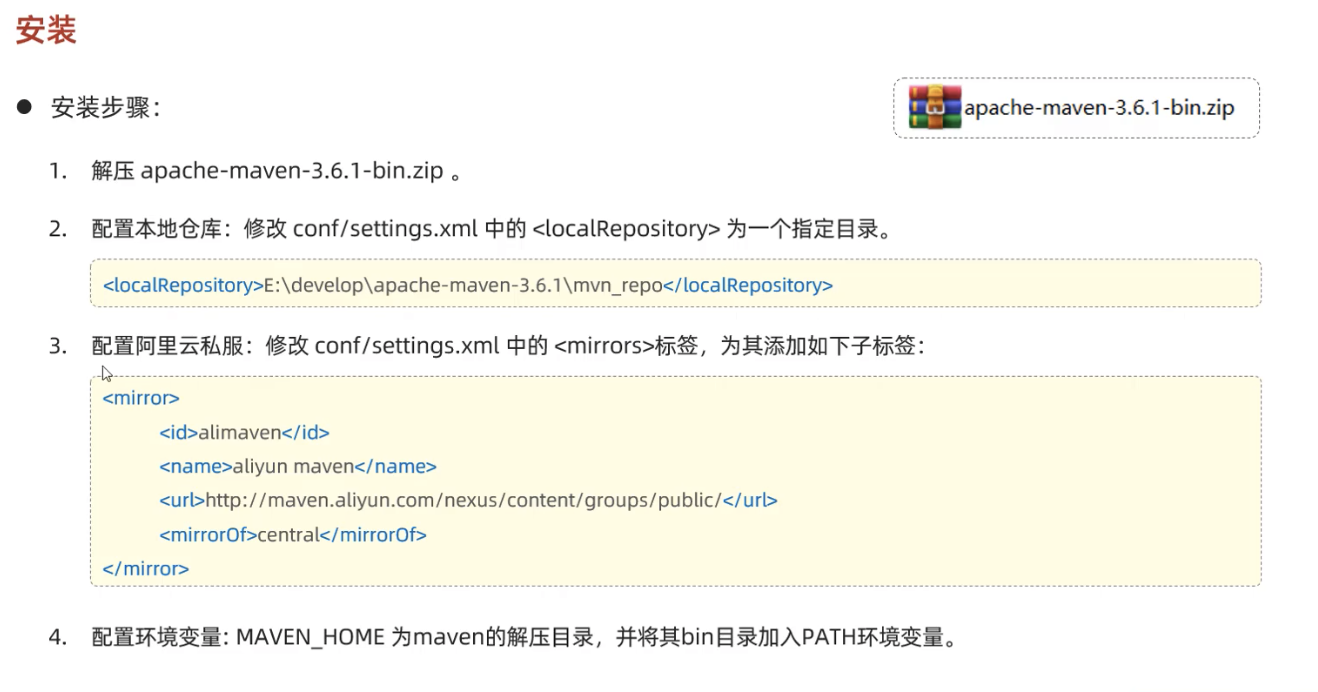 安装
● 安装步骤：
apache-maven-3.6.1-bin.zip
1. 解压 apache-maven-3.6.1-bin.zip 。
2. 配置本地仓库：修改 conf/settings.xml 中的 <localRepository> 为一个指定目录。
<localRepository>E:\develop\apache-maven-3.6.1\mvn_repo</localRepository>
3. 配置阿里云私服：修改 conf/settings.xml 中的 <mirrors>标签，为其添加如下子标签：
<mirror>
<id>alimaven</id>
<name>aliyun maven</name>
<url>http://maven.aliyun.com/nexus/content/groups/public/</url>
<mirrorOf>central</mirrorOf>
</mirror>
4. 配置环境变量: MAVEN_HOME 为maven的解压目录，并将其bin目录加入PATH环境变量。